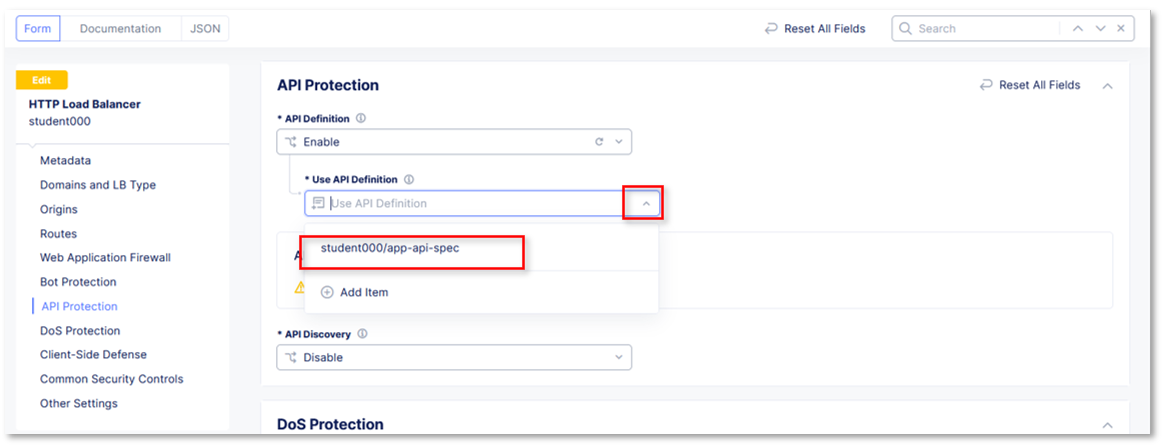 Form
Documentation
JSON
Reset All Fields
Search
Edit
HTTP Load Balancer
student000
Metadata
Domains and LB Type
Origins
Routes
Web Application Firewall
Bot Protection
API Protection
DoS Protection
Client-Side Defense
Common Security Controls
Other Settings
API Protection
Reset All Fields
* API Definition
Enable
* Use API Definition
Use API Definition
student000/app-api-spec
Add Item
* API Discovery
Disable
DoS Protection